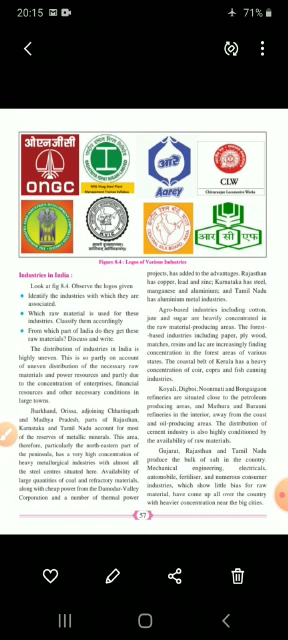 20:15
71%
ओएनजीसी
ONGC
आरे
Aarey
CLW
Chittaranjan Locomotive Works
आर सी एफ
Figure 8.4 : Logos of Various Industries
Industries in India :
Look at fig 8.4. Observe the logos given
Identify the industries with which they are
associated.
Which raw material is used for these
industries. Classify them accordingly
From which part of India do they get these
raw materials? Discuss and write.
The distribution of industries in India is
highly uneven. This is so partly on account
of uneven distribution of the necessary raw
materials and power resources and partly due
to the concentration of enterprises, financial
resources and other necessary conditions in
large towns.
Jharkhand, Orissa, adjoining Chhattisgarh
and Madhya Pradesh, parts of Rajasthan,
Karnataka and Tamil Nadu account for most
of the reserves of metallic minerals. This area,
therefore, particularly the north-eastern part of
the peninsula, has a very high concentration of
heavy metallurgical industries with almost all
the steel centres situated here. Availability of
large quantities of coal and refractory materials,
along with cheap power from the Damodar-Valley
Corporation and a number of thermal power
projects, has added to the advantages. Rajasthan
has copper, lead and zinc; Karnataka has steel,
manganese and aluminium; and Tamil Nadu
has aluminium metal industries.
Agro-based industries including cotton,
jute and sugar are heavily concentrated in
the raw material-producing areas. The forest-
based industries including paper, ply wood,
matches, resins and lac are increasingly finding
concentration in the forest areas of various
states. The coastal belt of Kerala has a heavy
concentration of coir, copra and fish canning
industries.
Koyali, Digboi, Noonmati and Bongaigaon
refineries are situated close to the petroleum
producing areas, and Mathura and Barauni
refineries in the interior, away from the coast
and oil-producing areas. The distribution of
cement industry is also highly conditioned by
the availability of raw materials.
Gujarat, Rajasthan and Tamil Nadu
produce the bulk of salt in the country.
Mechanical engineering, electricals,
automobile, fertiliser, and numerous consumer
industries, which show little bias for raw
material, have come up all over the country
with heavier concentration near the big cities.
57